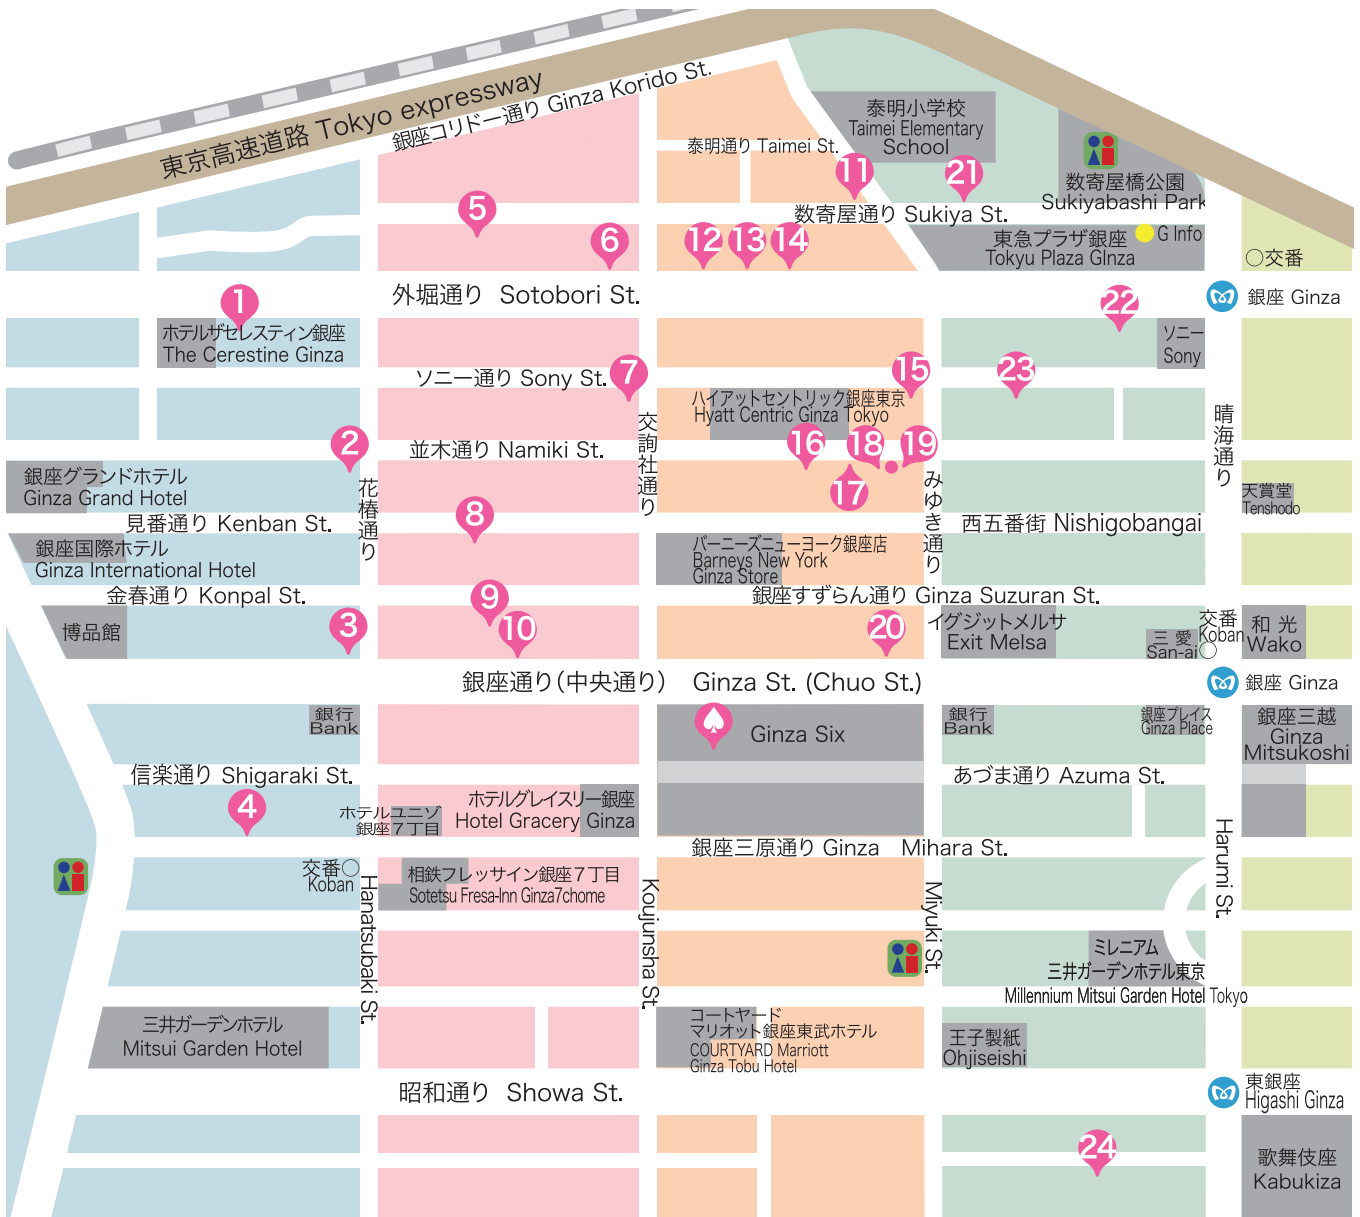 東京高速道路 Tokyo expressway
銀座コリドー通り Ginza Korido St.
泰明小学校
Taimei Elementary
School
泰明通り Taimei St.
11
21
数寄屋橋公園
Sukiyabashi Park
5
数寄屋通り Sukiya St.
6
12
13
14
東急プラザ銀座
Tokyu Plaza GInza
G Info
○交番
外堀通り Sotobori St.
1
22
銀座 Ginza
ホテルザセレスティン銀座
The Cerestine Ginza
ソニー
Sony
ソニー通り Sony St.
7
15
23
ハイアットセントリック銀座東京
Hyatt Centric Ginza Tokyo
交詢社通り
晴海通り
2
並木通り Namiki St.
16
18
19
17
銀座グランドホテル
Ginza Grand Hotel
花椿通り
みゆき通り
天賞堂
Tenshodo
見番通り Kenban St.
8
西五番街 Nishigobangai
銀座国際ホテル
Ginza International Hotel
バーニーズニューヨーク銀座店
Barneys New York
Ginza Store
金春通り Konpal St.
9
銀座すずらん通り Ginza Suzuran St.
博品館
3
10
20
イグジットメルサ
Exit Melsa
三愛
San-ai○
交番
Koban
和光
Wako
銀座通り(中央通り) Ginza St. (Chuo St.)
銀座 Ginza
銀行
Bank
Ginza Six
銀行
Bank
銀座プレイス
Ginza Place
銀座三越
Ginza
Mitsukoshi
信楽通り Shigaraki St.
あづま通り Azuma St.
4
ホテルユニゾ
銀座7丁目
ホテルグレイスリー銀座
Hotel Gracery Ginza
銀座三原通り Ginza Mihara St.
Harumi St.
交番○
Koban
Hanatsubaki St.
相鉄フレッサイン銀座7丁目
Sotetsu Fresa-Inn Ginza7chome
Koujunsha St.
Miyuki St.
ミレニアム
三井ガーデンホテル東京
Millennium Mitsui Garden Hotel Tokyo
三井ガーデンホテル
Mitsui Garden Hotel
コートヤード
マリオット銀座東武ホテル
COURTYARD Marriott
Ginza Tobu Hotel
王子製紙
Ohjiseishi
昭和通り Showa St.
東銀座
Higashi Ginza
24
歌舞伎座
Kabukiza